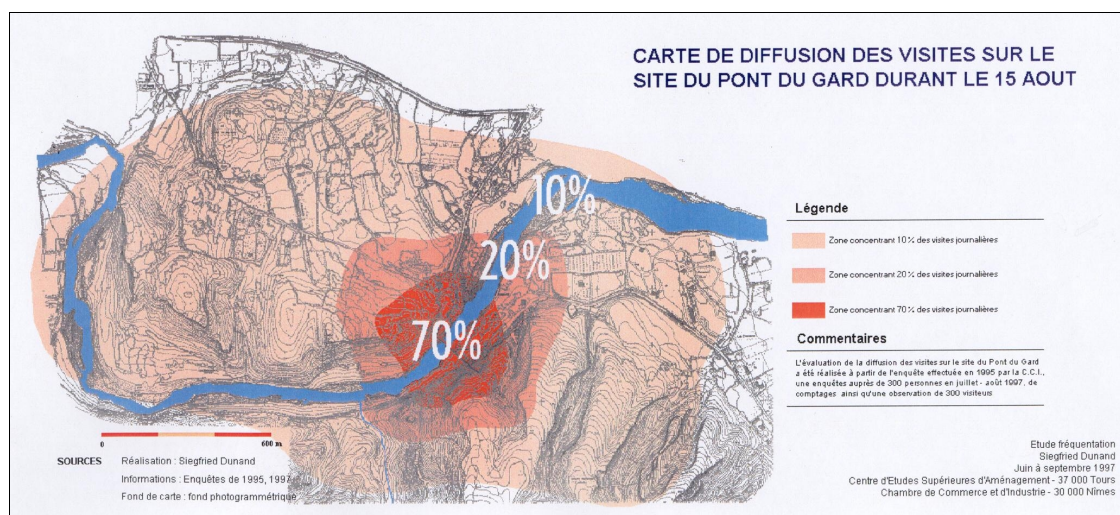 CARTE DE DIFFUSION DES VISITES SUR LE
SITE DU PONT DU GARD DURANT LE 15 AOUT
10%
20%
70%
Légende
Zone concentrant 10% des visites journalières
Zone concentrant 20% des visites journalières
Zone concentrant 70% des visites journalières
Commentaires
L'évaluation de la diffusion des visites sur le site du Pont du Gard
a été réalisée à partir de l'enquête effectuée en 1995 par la C.C.I.,
une enquêtes auprès de 300 personnes en juillet - août 1997, de
comptages ainsi qu'une observation de 300 visiteurs
0
600 m
SOURCES
Réalisation : Siegfried Dunand
Informations : Enquêtes de 1995, 1997
Fond de carte : fond photogrammétrique
Etude fréquentation
Siegfried Dunand
Juin à septembre 1997
Centre d'Etudes Supérieures d'Aménagement - 37 000 Tours
Chambre de Commerce et d'Industrie - 30 000 Nîmes